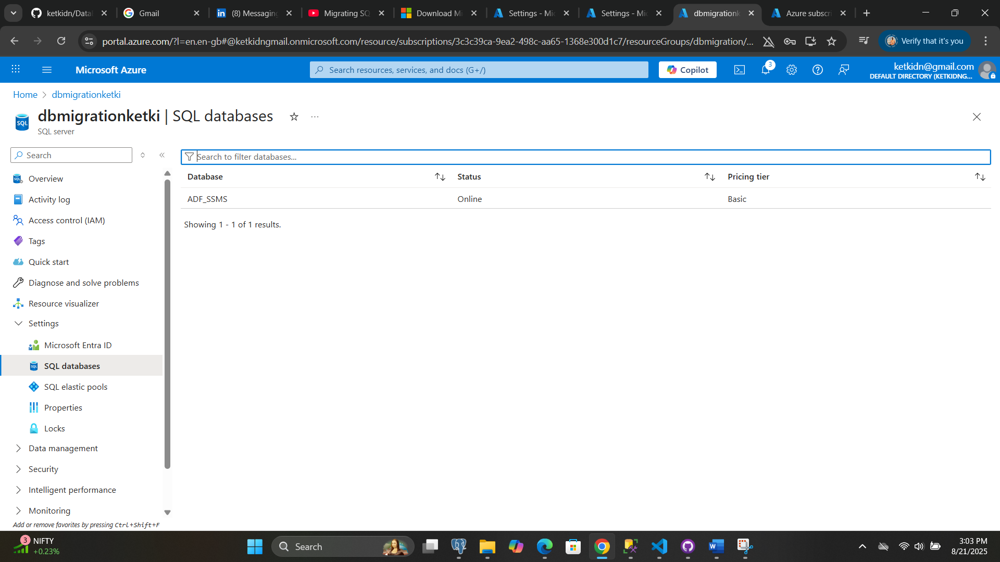 ketkidn/Datal
Gmail
(8) Messaging
Migrating SQ
Download Mi
Settings - Mic
Settings - Mic
dbmigrationk
Azure subscri
portal.azure.com/?l=en.en-gb#@ketkidngmail.onmicrosoft.com/resource/subscriptions/3c3c39ca-9ea2-498c-aa65-1368e300d1c7/resourceGroups/dbmigration/...
Verify that it's you
Microsoft Azure
Search resources, services, and docs (G+/)
Copilot
3
ketkidn@gmail.com
DEFAULT DIRECTORY (KETKIDNG...
Home > dbmigrationketki
dbmigrationketki | SQL databases
SQL server
Search
Overview
Activity log
Access control (IAM)
Tags
Quick start
Diagnose and solve problems
Resource visualizer
Settings
Microsoft Entra ID
SQL databases
SQL elastic pools
Properties
Locks
Data management
Security
Intelligent performance
Monitoring
Add or remove favorites by pressing Ctrl+Shift+F
Search to filter databases...
Database Status Pricing tier
ADF_SSMS Online Basic
Showing 1 - 1 of 1 results.
3
NIFTY
+0.23%
Search
3:03 PM
8/21/2025